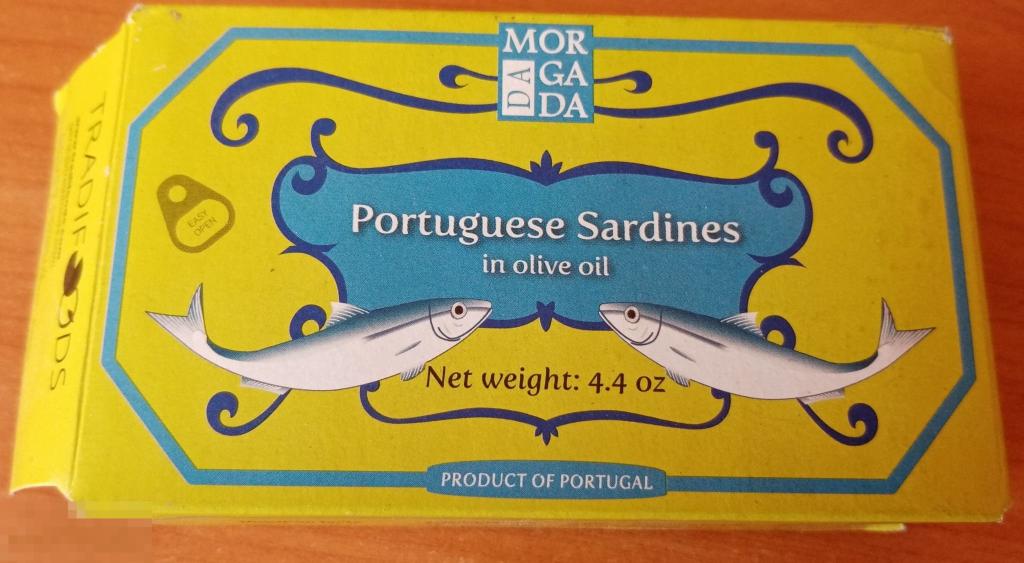 MOR
DA GA
DA
EASY
OPEN
Portuguese Sardines
in olive oil
Net weight: 4.4 oz
PRODUCT OF PORTUGAL
TRADIF OODS